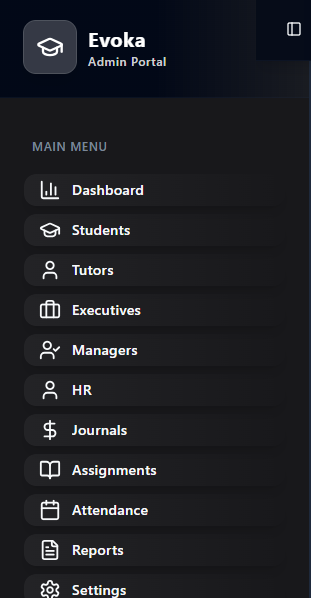 Evoka
Admin Portal
MAIN MENU
Dashboard
Students
Tutors
Executives
Managers
HR
Journals
Assignments
Attendance
Reports
Settings